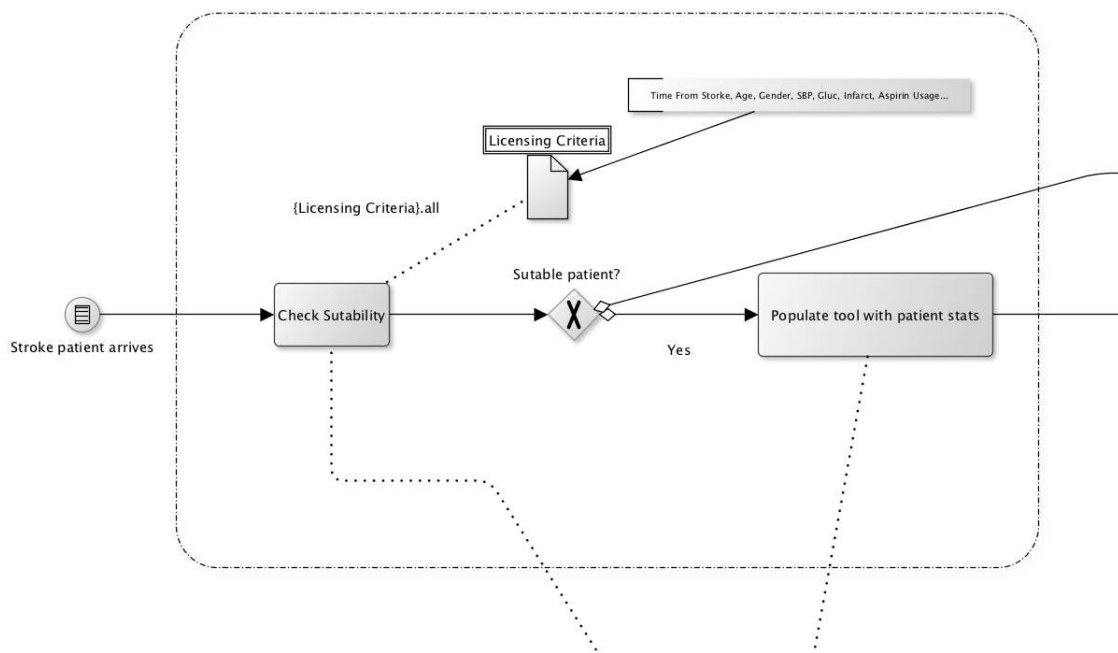 Time From Storke, Age, Gender, SBP, Gluc, Infarct, Aspirin Usage...
Licensing Criteria
{Licensing Criteria}.all
Sutable patient?
X
Stroke patient arrives
Check Sutability
Populate tool with patient stats
Yes